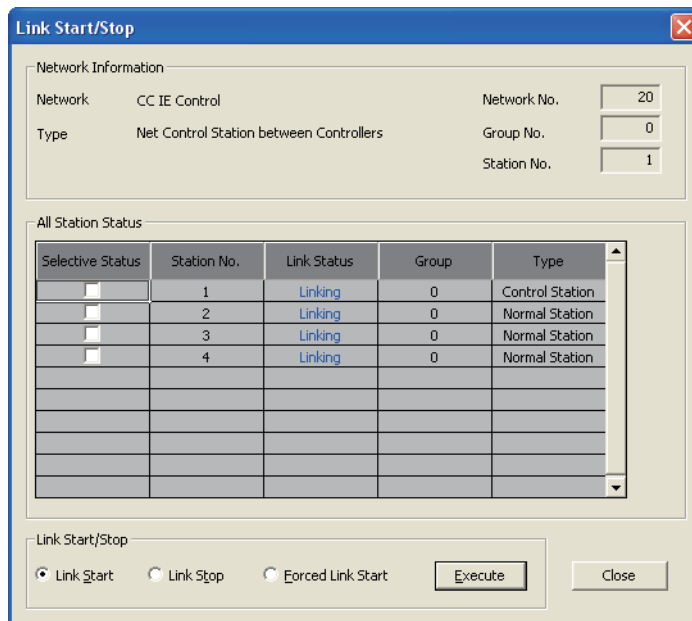 Link Start/Stop
Network Information
Network CC IE Control Network No. 20
Type Net Control Station between Controllers Group No. 0
Station No. 1
All Station Status
Selective Status Station No. Link Status Group Type
1 Linking 0 Control Station
2 Linking 0 Normal Station
3 Linking 0 Normal Station
4 Linking 0 Normal Station
Link Start/Stop
Link Start Link Stop Forced Link Start Execute Close